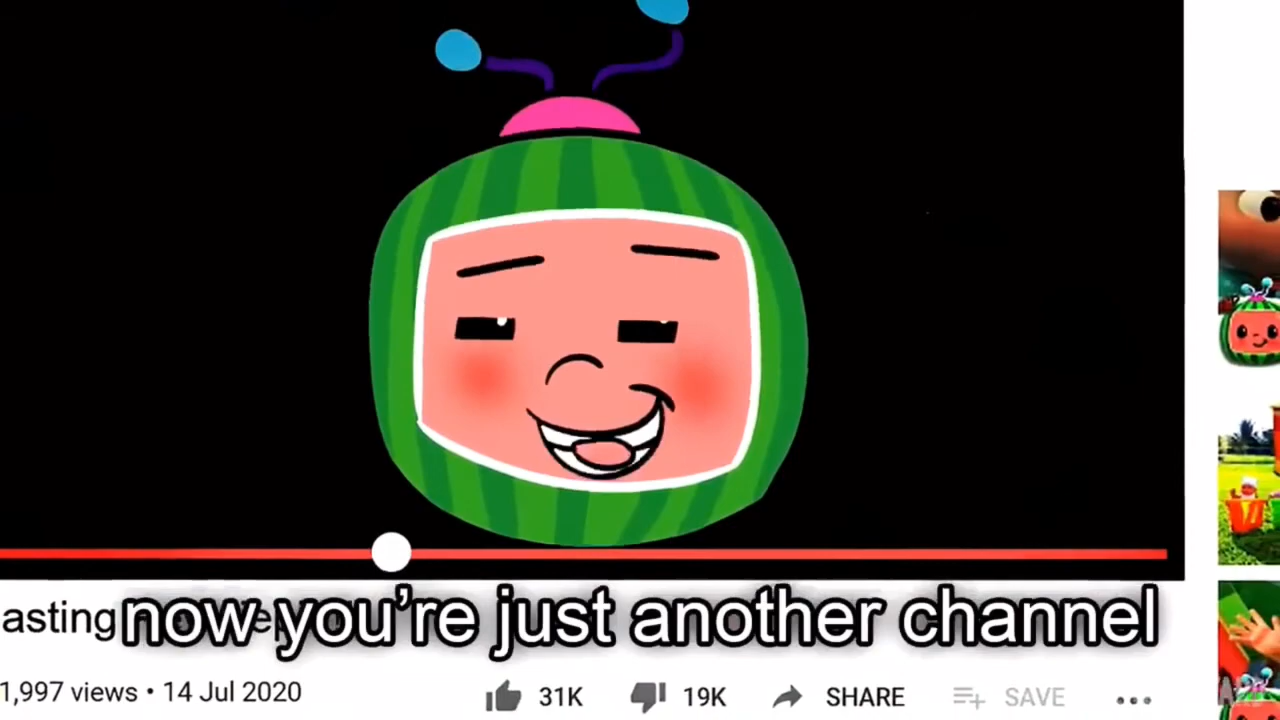 asting now you're just another channel
1,997 views • 14 Jul 2020 31K 19K SHARE SAVE